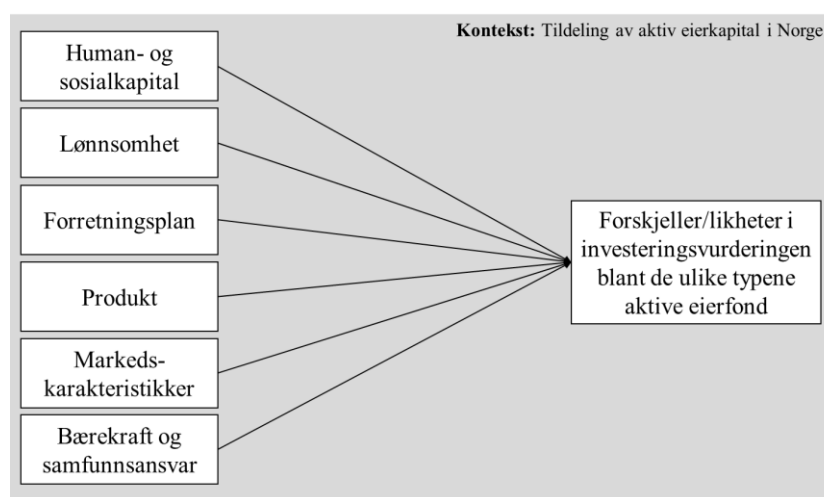 Kontekst: Tildeling av aktiv eierkapital i Norge
Human- og
sosialkapital
Lønnsomhet
Forretningsplan
Produkt
Markeds-
karakteristikker
Bærekraft og
samfunnsansvar
Forskjeller/likheter i
investeringsvurderingen
blant de ulike typene
aktive eierfond